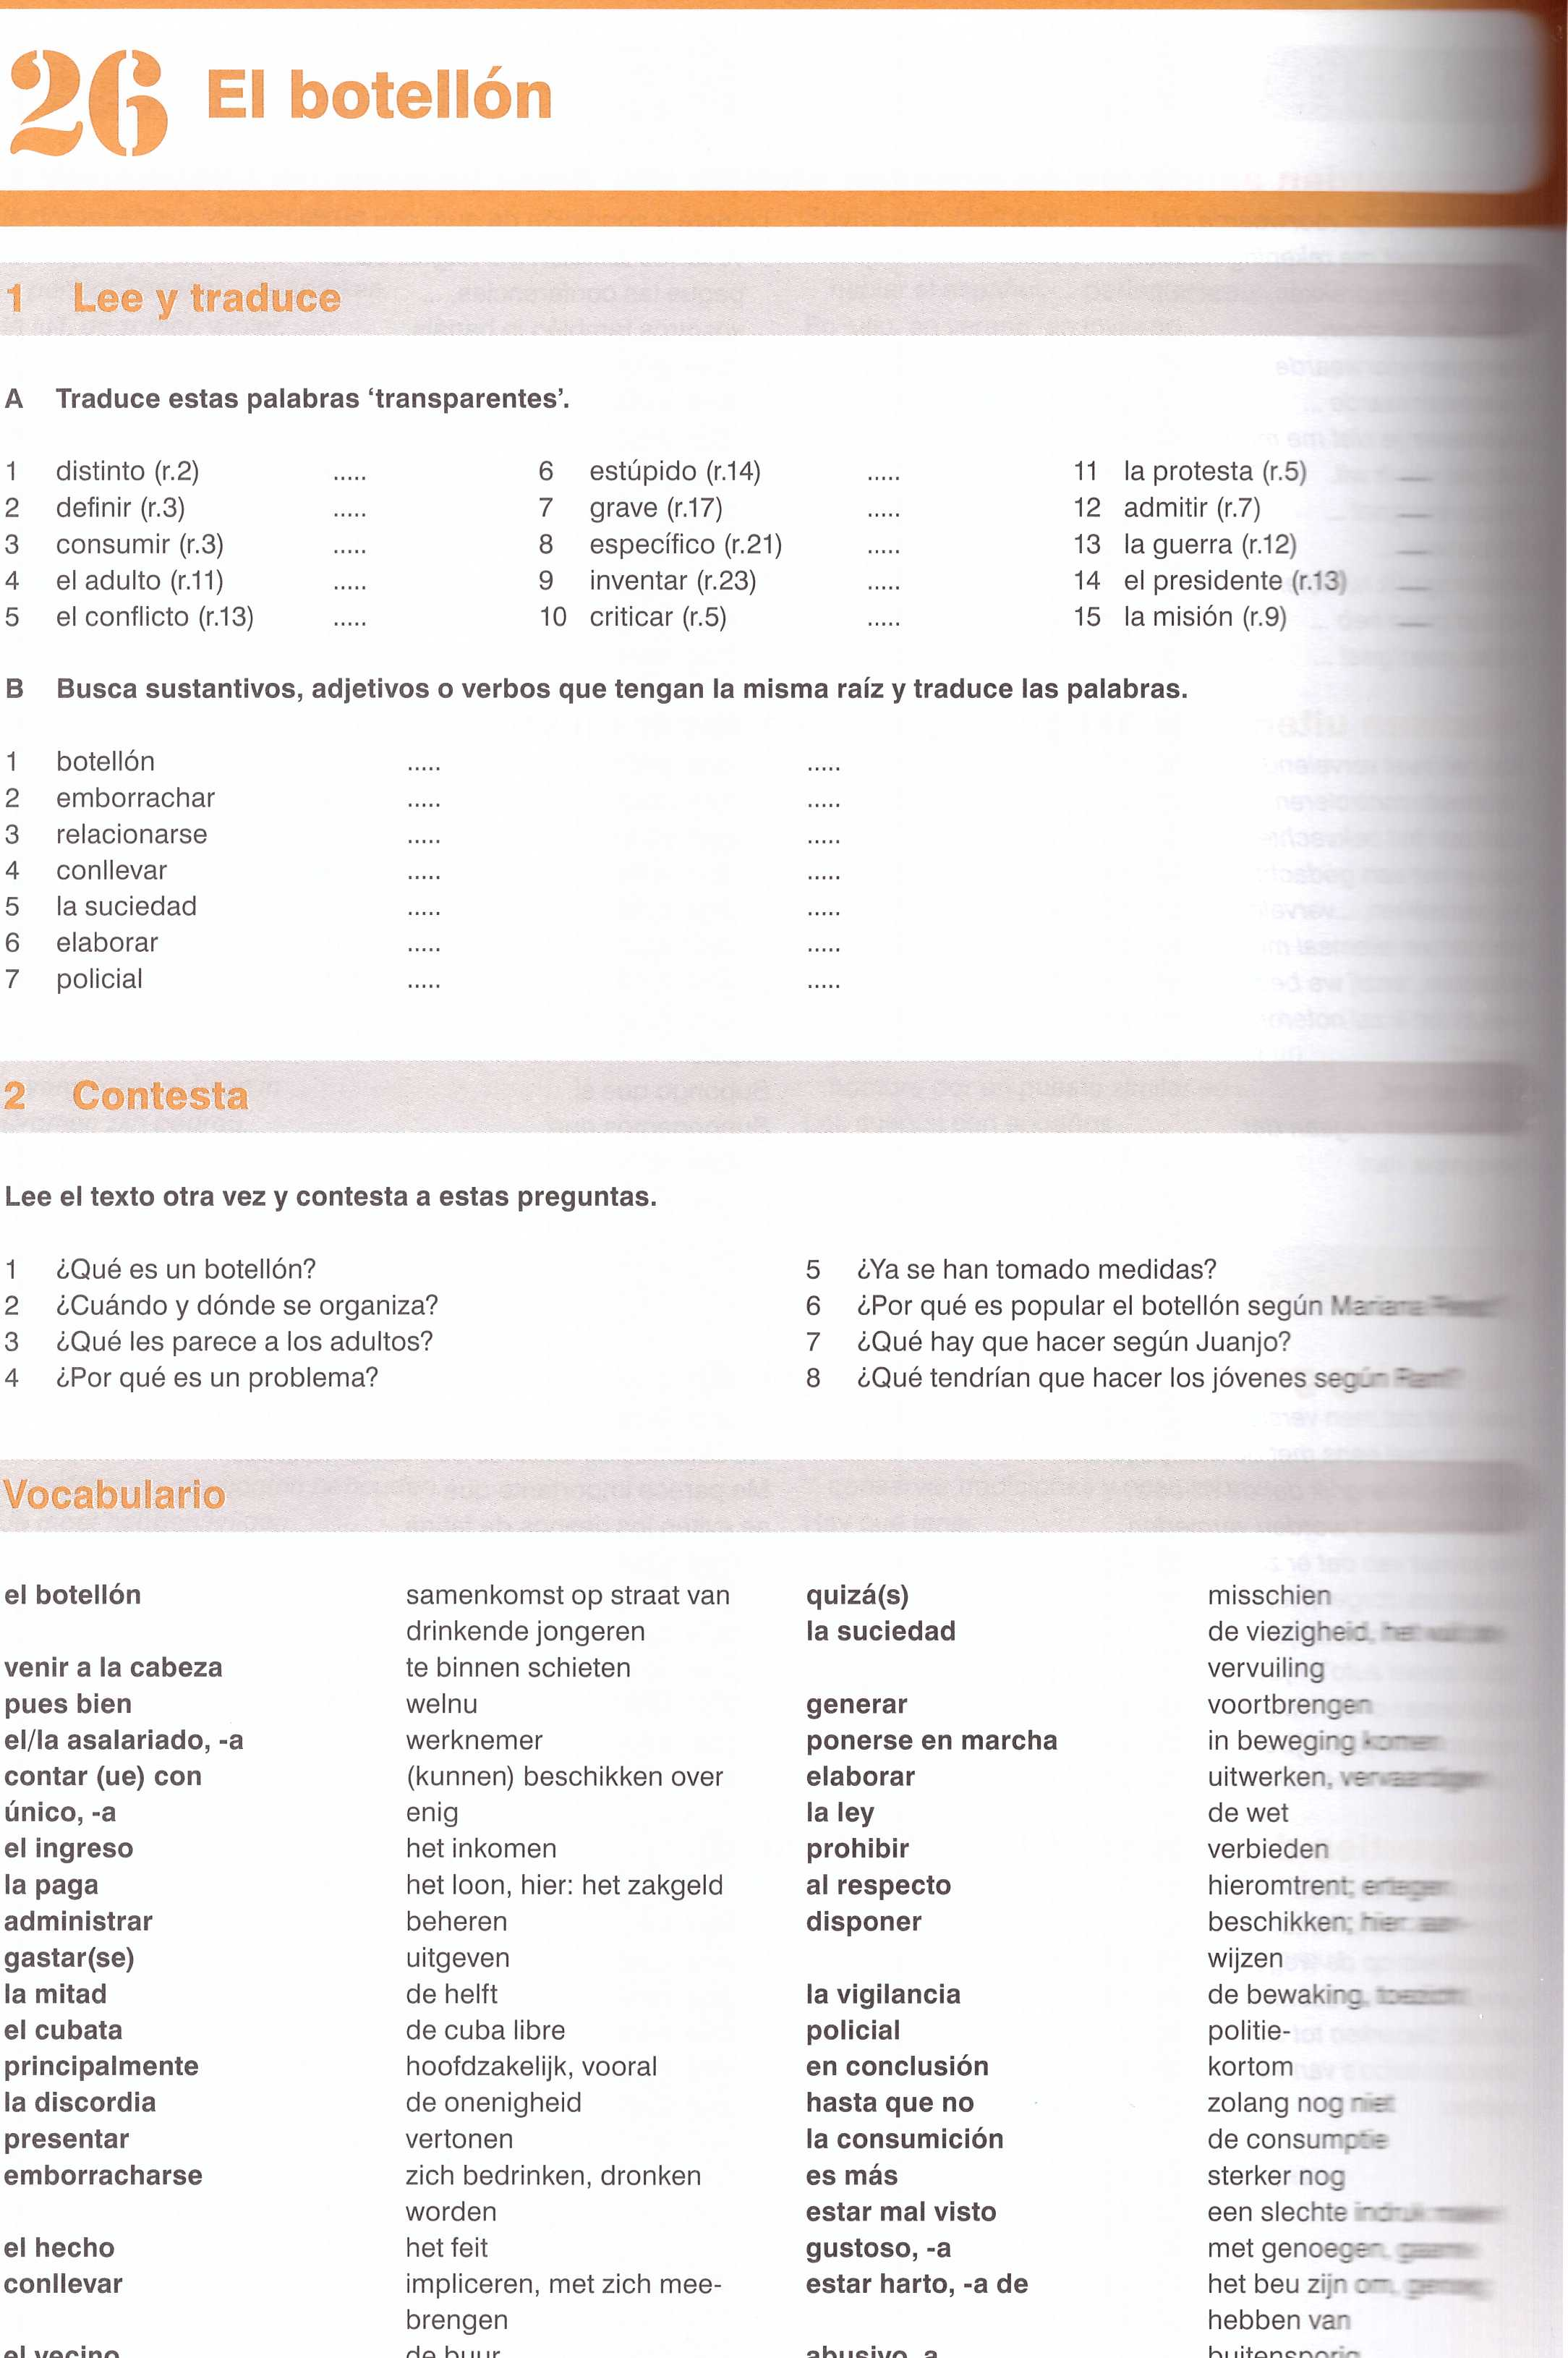 26 El botellón
1 Lee y traduce
A Traduce estas palabras ‘transparentes’.
1 distinto (r.2) .....
2 definir (r.3) .....
3 consumir (r.3) .....
4 el adulto (r.11) .....
5 el conflicto (r.13) .....
6 estúpido (r.14) .....
7 grave (r.17) .....
8 específico (r.21) .....
9 inventar (r.23) .....
10 criticar (r.5) .....
11 la protesta (r.5)
12 admitir (r.7)
13 la guerra (r.12)
14 el presidente (r.13)
15 la misión (r.9)
B Busca sustantivos, adjetivos o verbos que tengan la misma raíz y traduce las palabras.
1 botellón ..... .....
2 emborrachar ..... .....
3 relacionarse ..... .....
4 conllevar ..... .....
5 la suciedad ..... .....
6 elaborar ..... .....
7 policial ..... .....
2 Contesta
Lee el texto otra vez y contesta a estas preguntas.
1 ¿Qué es un botellón?
2 ¿Cuándo y dónde se organiza?
3 ¿Qué les parece a los adultos?
4 ¿Por qué es un problema?
5 ¿Ya se han tomado medidas?
6 ¿Por qué es popular el botellón según Mariana
7 ¿Qué hay que hacer según Juanjo?
8 ¿Qué tendrían que hacer los jóvenes según
Vocabulario
el botellón samenkomst op straat van
drinkende jongeren
venir a la cabeza te binnen schieten
pues bien welnu
el/la asalariado, -a werknemer
contar (ue) con (kunnen) beschikken over
único, -a enig
el ingreso het inkomen
la paga het loon, hier: het zakgeld
administrar beheren
gastar(se) uitgeven
la mitad de helft
el cubata de cuba libre
principalmente hoofdzakelijk, vooral
la discordia de onenigheid
presentar vertonen
emborracharse zich bedrinken, dronken
worden
el hecho het feit
conllevar impliceren, met zich mee-
brengen
el vecino de buur
quizá(s) misschien
la suciedad de viezigheid,
vervuiling
generar voortbrengen
ponerse en marcha in beweging komen
elaborar uitwerken,
la ley de wet
prohibir verbieden
al respecto hieromtrent;
disponer beschikken; hier: aan-
wijzen
la vigilancia de bewaking, toezicht
policial politie-
en conclusión kortom
hasta que no zolang nog niet
la consumición de consumptie
es más sterker nog
estar mal visto een slechte indruk maken
gustoso, -a met genoegen,
estar harto, -a de het beu zijn om,
hebben van
abusivo, -a buitensporig